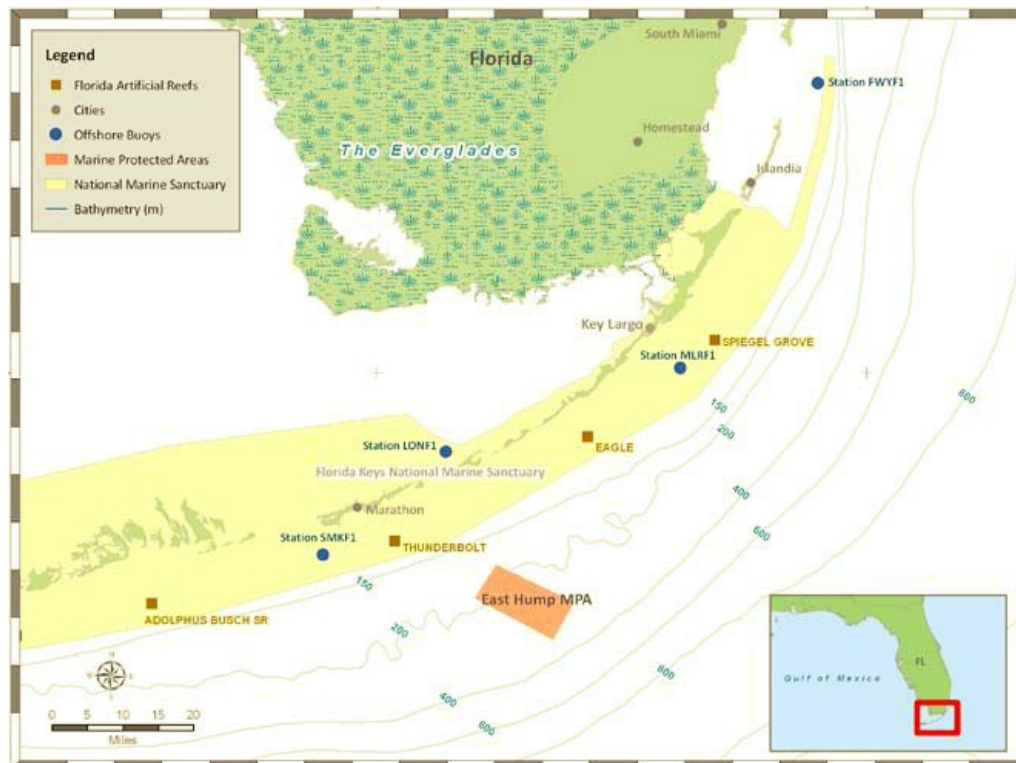 Legend
Florida Artificial Reefs
Cities
Offshore Buoys
Marine Protected Areas
National Marine Sanctuary
Bathymetry (m)
South Miami
Florida
Station FWYF1
Homestead
The Everglades
Islandia
Key Largo
SPIEGEL GROVE
Station MLRF1
150
200
800
EAGLE
Station LONF1
Florida Keys National Marine Sanctuary
400
Marathon
600
Station SMKF1
THUNDERBOLT
150
East Hump MPA
ADOLPHUS BUSCH SR
200
800
400
600
N
W
E
S
0 5 10 15 20
Miles
FL
Gulf of Mexico